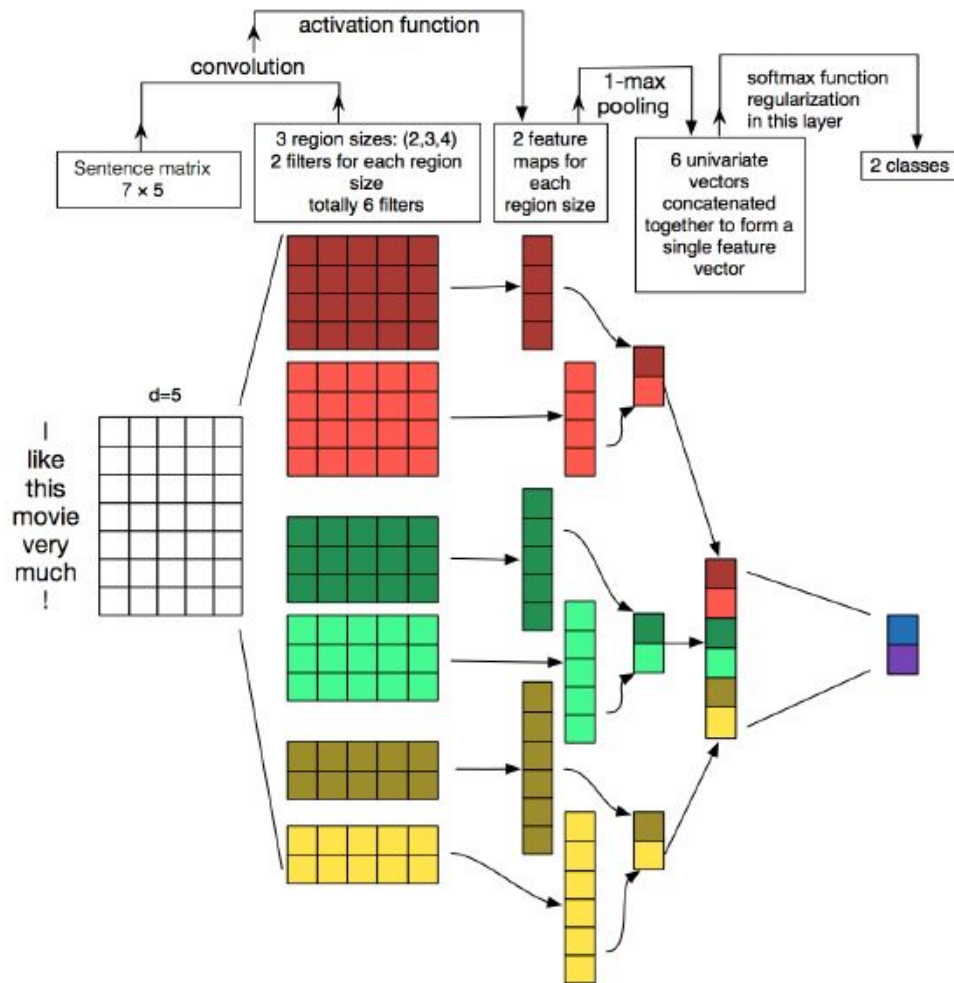 activation function
convolution
1-max
pooling
softmax function
regularization
in this layer
Sentence matrix
7 × 5
3 region sizes: (2,3,4)
2 filters for each region
size
totally 6 filters
2 feature
maps for
each
region size
6 univariate
vectors
concatenated
together to form a
single feature
vector
2 classes
d=5
I
like
this
movie
very
much
!